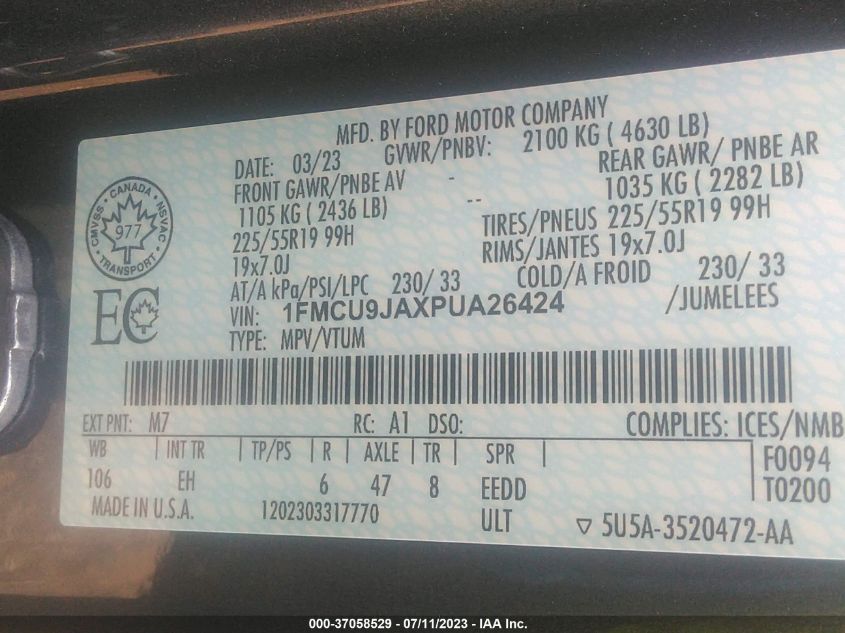 MFD. BY FORD MOTOR COMPANY
DATE: 03/23 GVWR/PNBV: 2100 KG ( 4630 LB)
FRONT GAWR/PNBE AV - REAR GAWR/ PNBE AR
1105 KG ( 2436 LB) -- 1035 KG ( 2282 LB)
225/55R19 99H TIRES/PNEUS 225/55R19 99H
19x7.0J RIMS/JANTES 19x7.0J
AT/A kPa/PSI/LPC 230/ 33 COLD/A FROID 230/ 33
VIN: 1FMCU9JAXPUA26424 /JUMELEES
TYPE: MPV/VTUM
CANADA
CMVSS NSVAC
977
TRANSPORT
EC
EXT PNT: M7 RC: A1 DSO: COMPLIES: ICES/NMB
WB | INT TR | TP/PS | R | AXLE | TR | SPR | F0094
106 EH 6 47 8 EEDD T0200
MADE IN U.S.A. 1202303317770 ULT ▽ 5U5A-3520472-AA
000-37058529 - 07/11/2023 - IAA Inc.